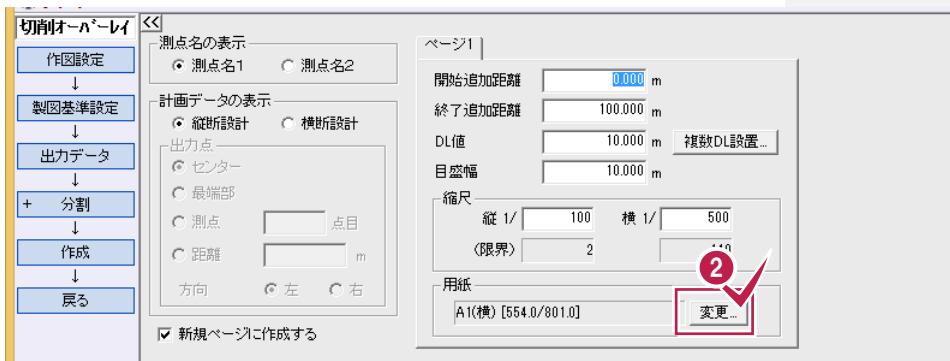 切削オーバーレイ
<<
作図設定
↓
製図基準設定
↓
出力データ
↓
+ 分割
↓
作成
↓
戻る
測点名の表示
測点名1 測点名2
計画データの表示
縦断設計 横断設計
出力点
センター
最端部
測点 点目
距離 m
方向 左 右
新規ページに作成する
ページ1
開始追加距離 0.000 m
終了追加距離 100.000 m
DL値 10.000 m 複数DL設置...
目盛幅 10.000 m
縮尺
縦 1/ 100 横 1/ 500
(限界) 2
用紙
A1(横) [554.0/801.0] 変更...
2